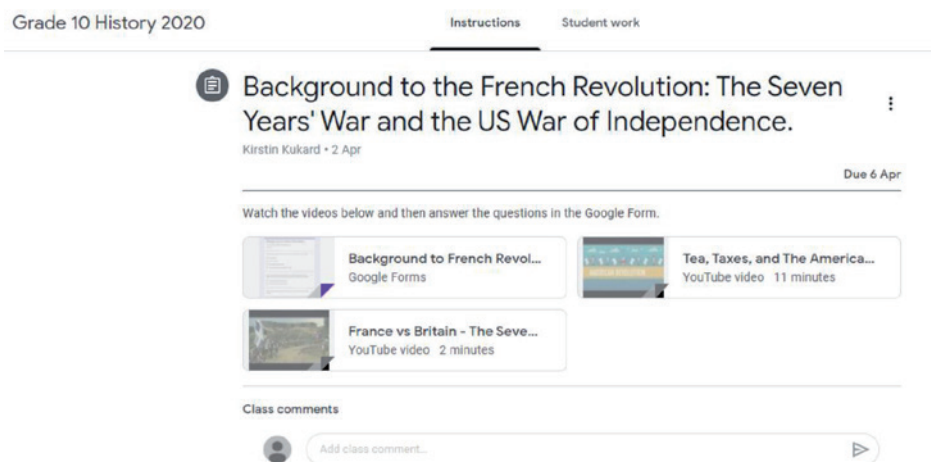 Grade 10 History 2020
Instructions
Student work
Background to the French Revolution: The Seven
Years' War and the US War of Independence.
Kirstin Kukard • 2 Apr
Due 6 Apr
Watch the videos below and then answer the questions in the Google Form.
Background to French Revol...
Google Forms
Tea, Taxes, and The America...
YouTube video 11 minutes
France vs Britain - The Seve...
YouTube video 2 minutes
Class comments
Add class comment...